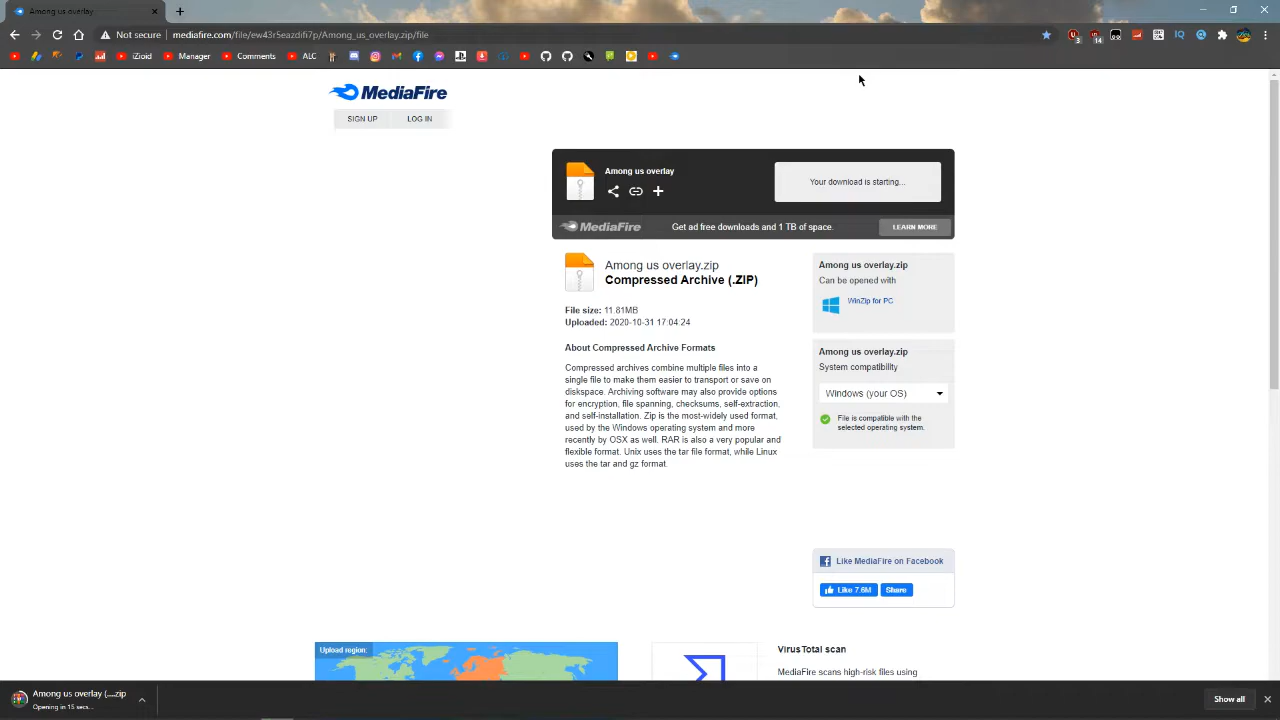 Among us overlay
Not secure
mediafire.com/file/ew43r5eazdifi7p/Among_us_overlay.zip/file
iZioid
Manager
Comments
ALC
MediaFire
SIGN UP
LOG IN
Among us overlay
Your download is starting...
MediaFire
Get ad free downloads and 1 TB of space.
LEARN MORE
Among us overlay.zip
Compressed Archive (.ZIP)
File size: 11.81MB
Uploaded: 2020-10-31 17:04:24
About Compressed Archive Formats
Compressed archives combine multiple files into a
single file to make them easier to transport or save on
diskspace. Archiving software may also provide options
for encryption, file spanning, checksums, self-extraction,
and self-installation. Zip is the most-widely used format,
used by the Windows operating system and more
recently by OSX as well. RAR is also a very popular and
flexible format. Unix uses the tar file format, while Linux
uses the tar and gz format.
Among us overlay.zip
Can be opened with
WinZip for PC
Among us overlay.zip
System compatibility
Windows (your OS)
File is compatible with the
selected operating system.
Like MediaFire on Facebook
Like 7.6M
Share
Upload region:
VirusTotal scan
MediaFire scans high-risk files using
Among us overlay (....zip
Opening in 15 secs...
Show all